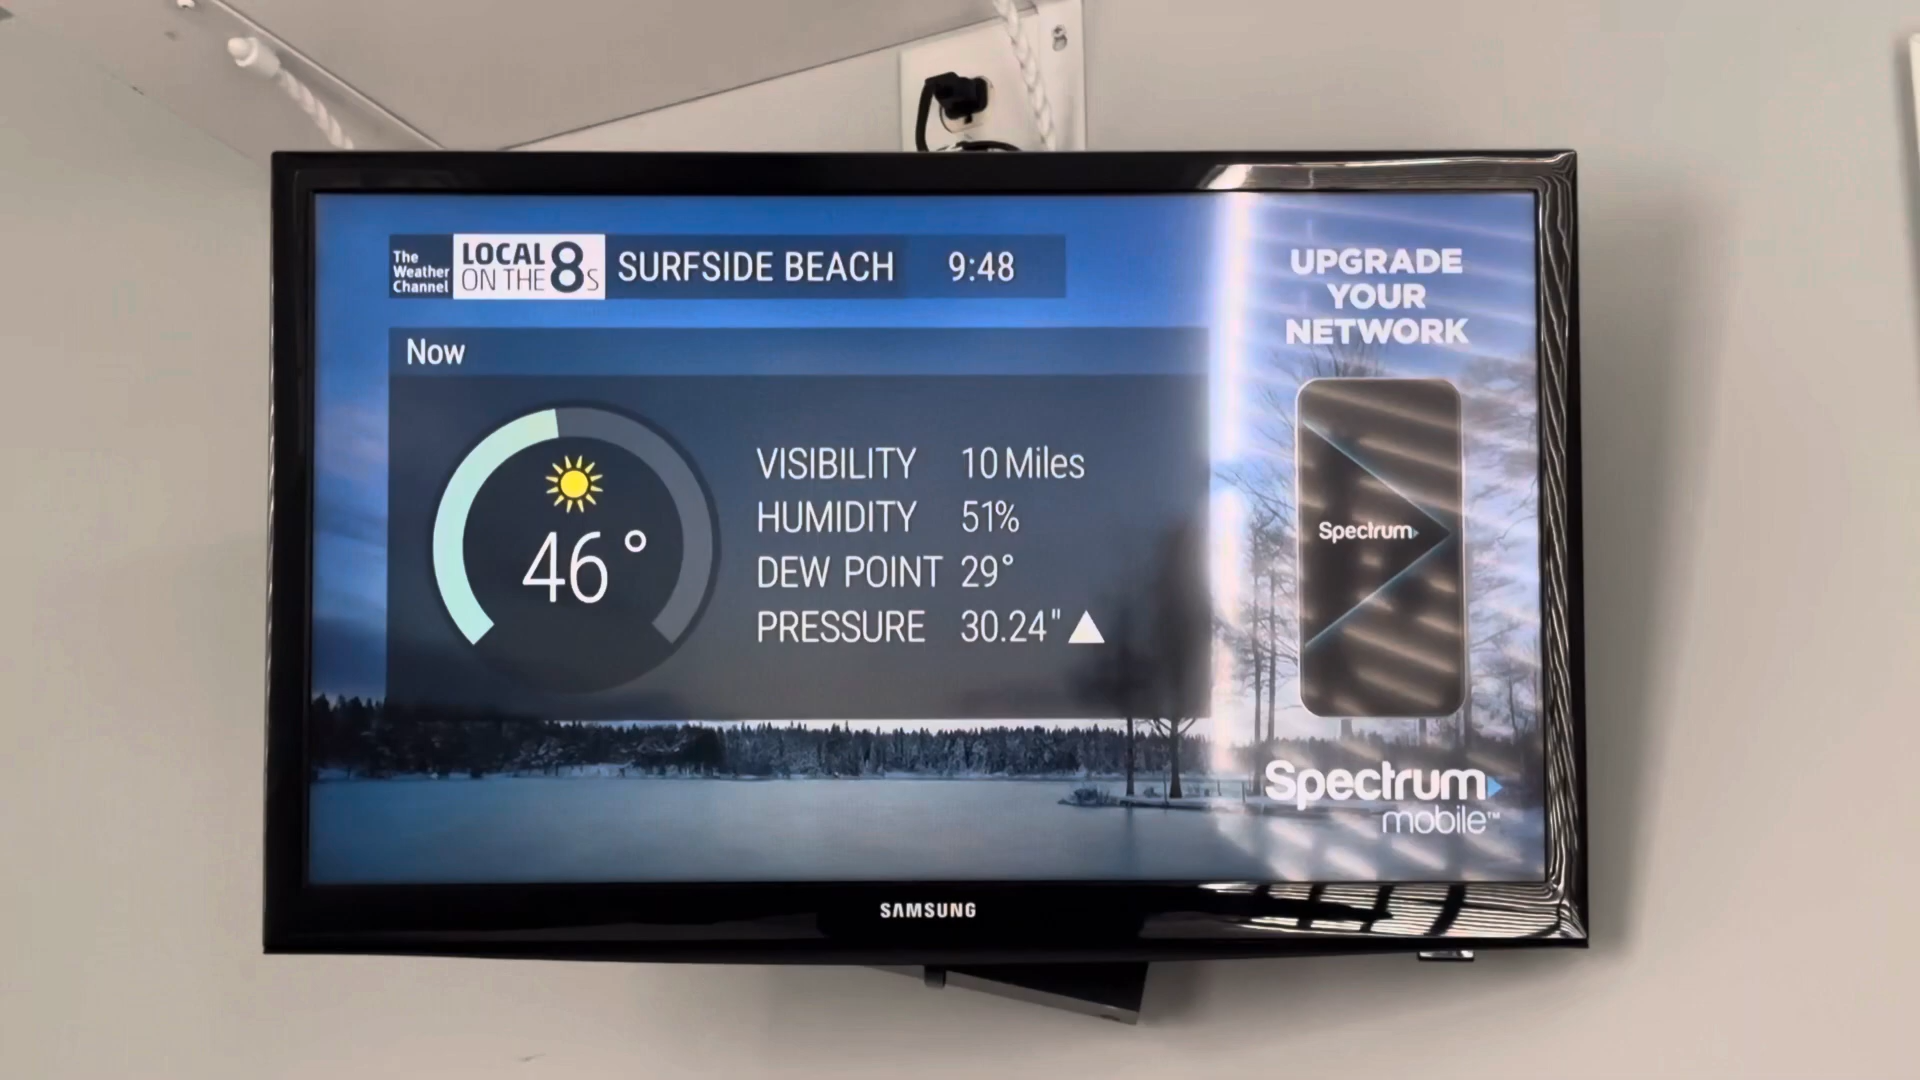 The Weather Channel
LOCAL ON THE 8s
SURFSIDE BEACH 9:48
UPGRADE
YOUR
NETWORK
Now
46°
VISIBILITY 10 Miles
HUMIDITY 51%
DEW POINT 29°
PRESSURE 30.24" ▲
Spectrum
Spectrum
mobile™
SAMSUNG